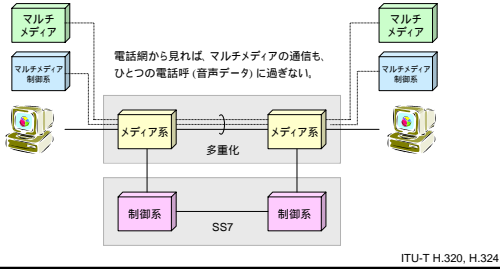 マルチ
メディア
マルチメディア
制御系
電話網から見れば、マルチメディアの通信も、
ひとつの電話呼(音声データ)に過ぎない。
マルチ
メディア
マルチメディア
制御系
メディア系
メディア系
多重化
制御系
制御系
SS7
ITU-T H.320, H.324